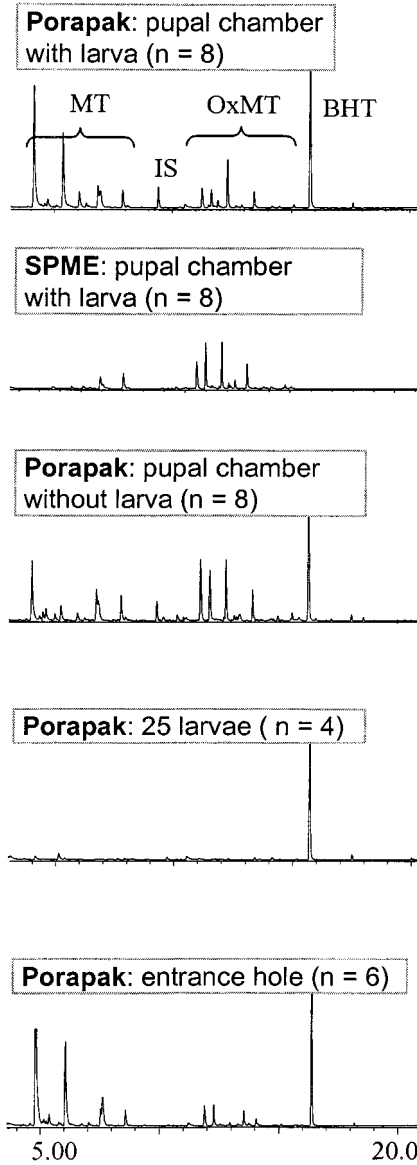 Porapak: pupal chamber
with larva (n = 8)
MT
OxMT
BHT
IS
SPME: pupal chamber
with larva (n = 8)
Porapak: pupal chamber
without larva (n = 8)
Porapak: 25 larvae ( n = 4)
Porapak: entrance hole (n = 6)
5.00
20.0